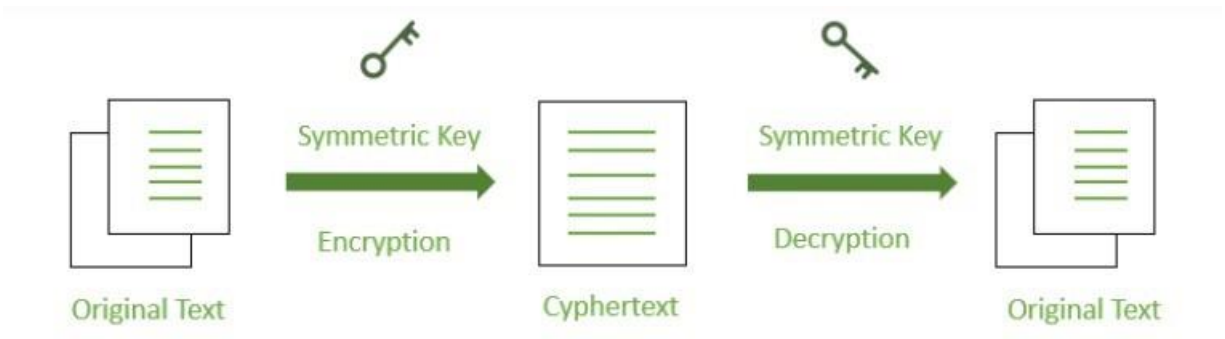 Symmetric Key
Symmetric Key
Encryption
Decryption
Original Text
Cyphertext
Original Text